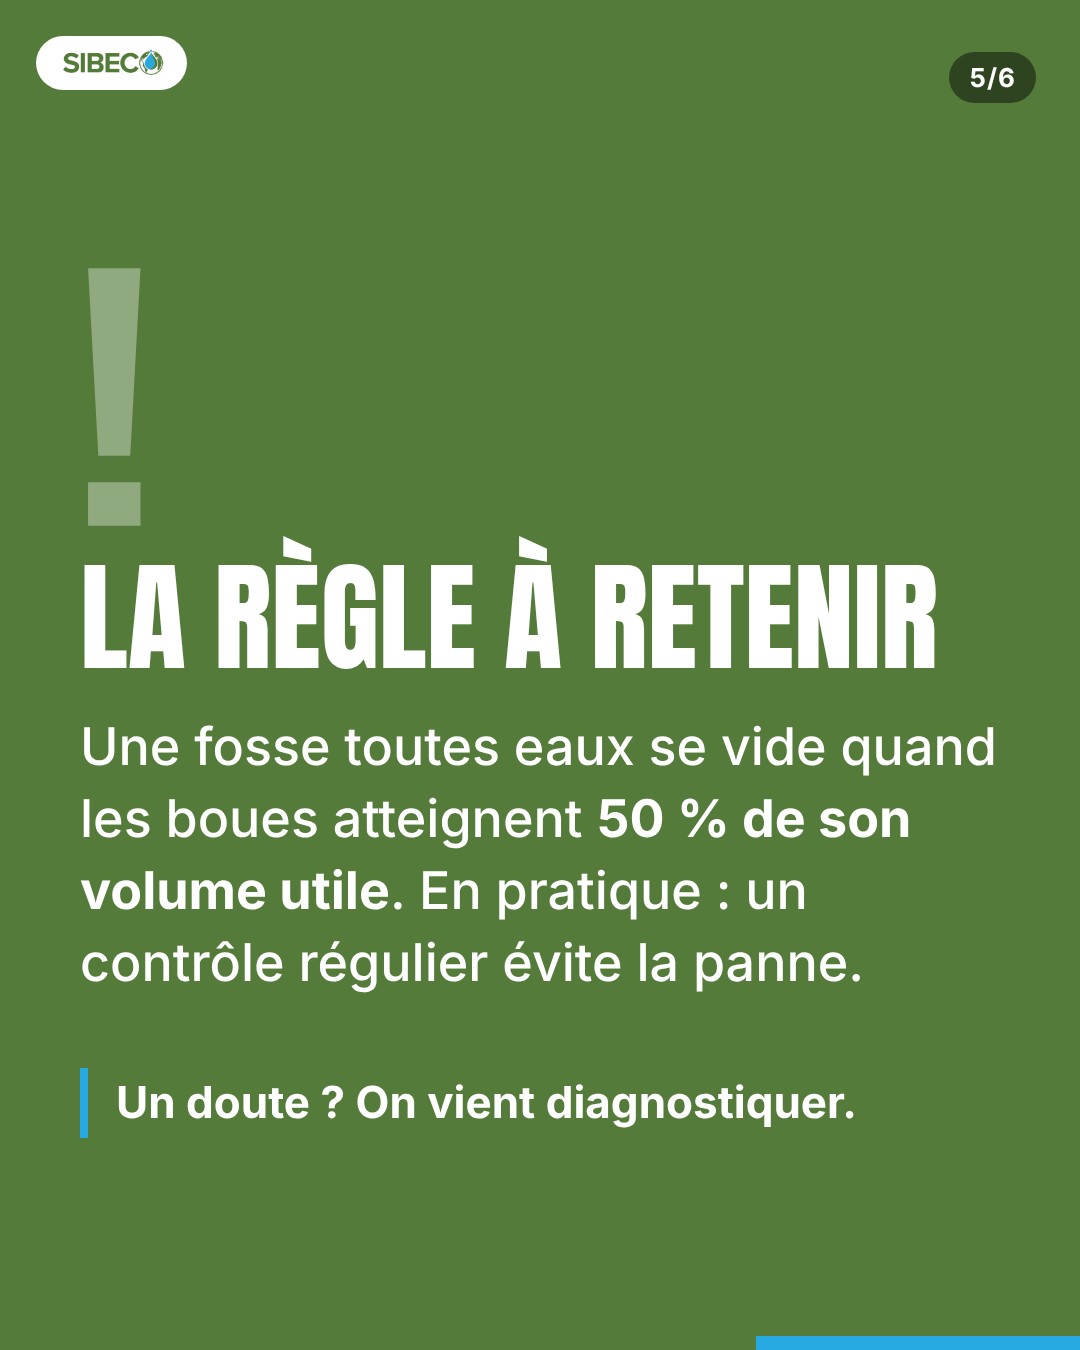 SIBECO
5/6
!
LA RÈGLE À RETENIR
Une fosse toutes eaux se vide quand
les boues atteignent 50 % de son
volume utile. En pratique : un
contrôle régulier évite la panne.
Un doute ? On vient diagnostiquer.